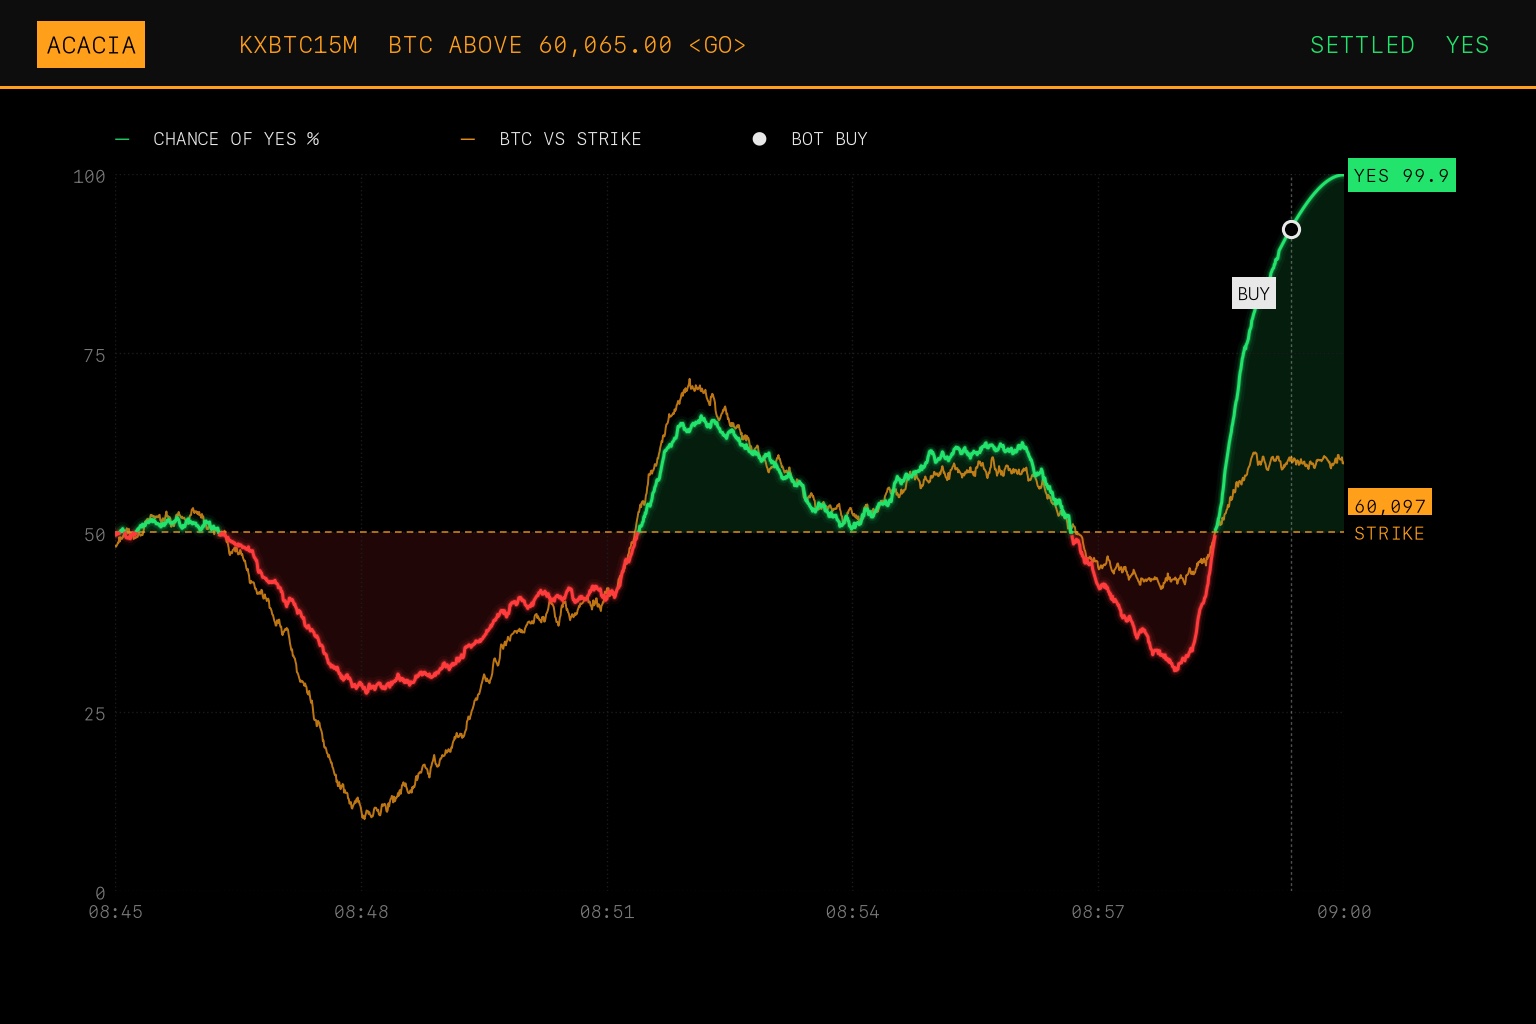 ACACIA KXBTC15M BTC ABOVE 60,065.00 <GO> SETTLED YES
CHANCE OF YES % BTC VS STRIKE BOT BUY
100
YES 99.9
BUY
75
60,097
50
STRIKE
25
0
08:45 08:48 08:51 08:54 08:57 09:00